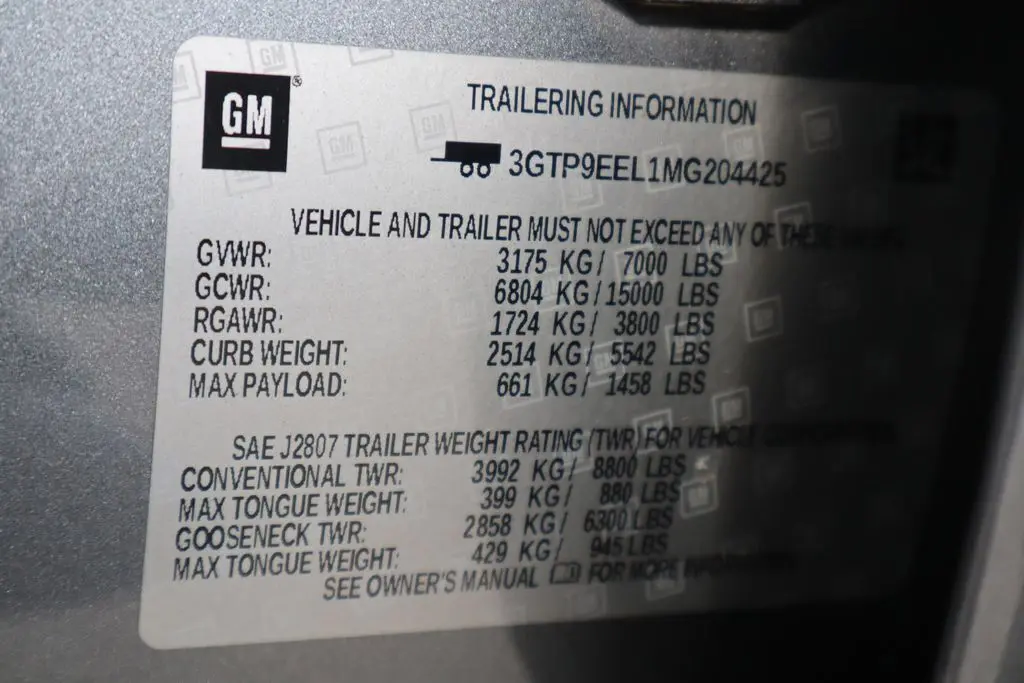 GM®
TRAILERING INFORMATION
3GTP9EEL1MG204425
VEHICLE AND TRAILER MUST NOT EXCEED ANY OF THESE
GVWR: 3175 KG/ 7000 LBS
GCWR: 6804 KG/15000 LBS
RGAWR: 1724 KG/ 3800 LBS
CURB WEIGHT: 2514 KG/ 5542 LBS
MAX PAYLOAD: 661 KG/ 1458 LBS
SAE J2807 TRAILER WEIGHT RATING (TWR) FOR VEHICLE
CONVENTIONAL TWR: 3992 KG/ 8800 LBS
MAX TONGUE WEIGHT: 399 KG/ 880 LBS
GOOSENECK TWR: 2858 KG/ 6300 LBS
MAX TONGUE WEIGHT: 429 KG/ 945 LBS
SEE OWNER'S MANUAL FOR MORE INFORMATION